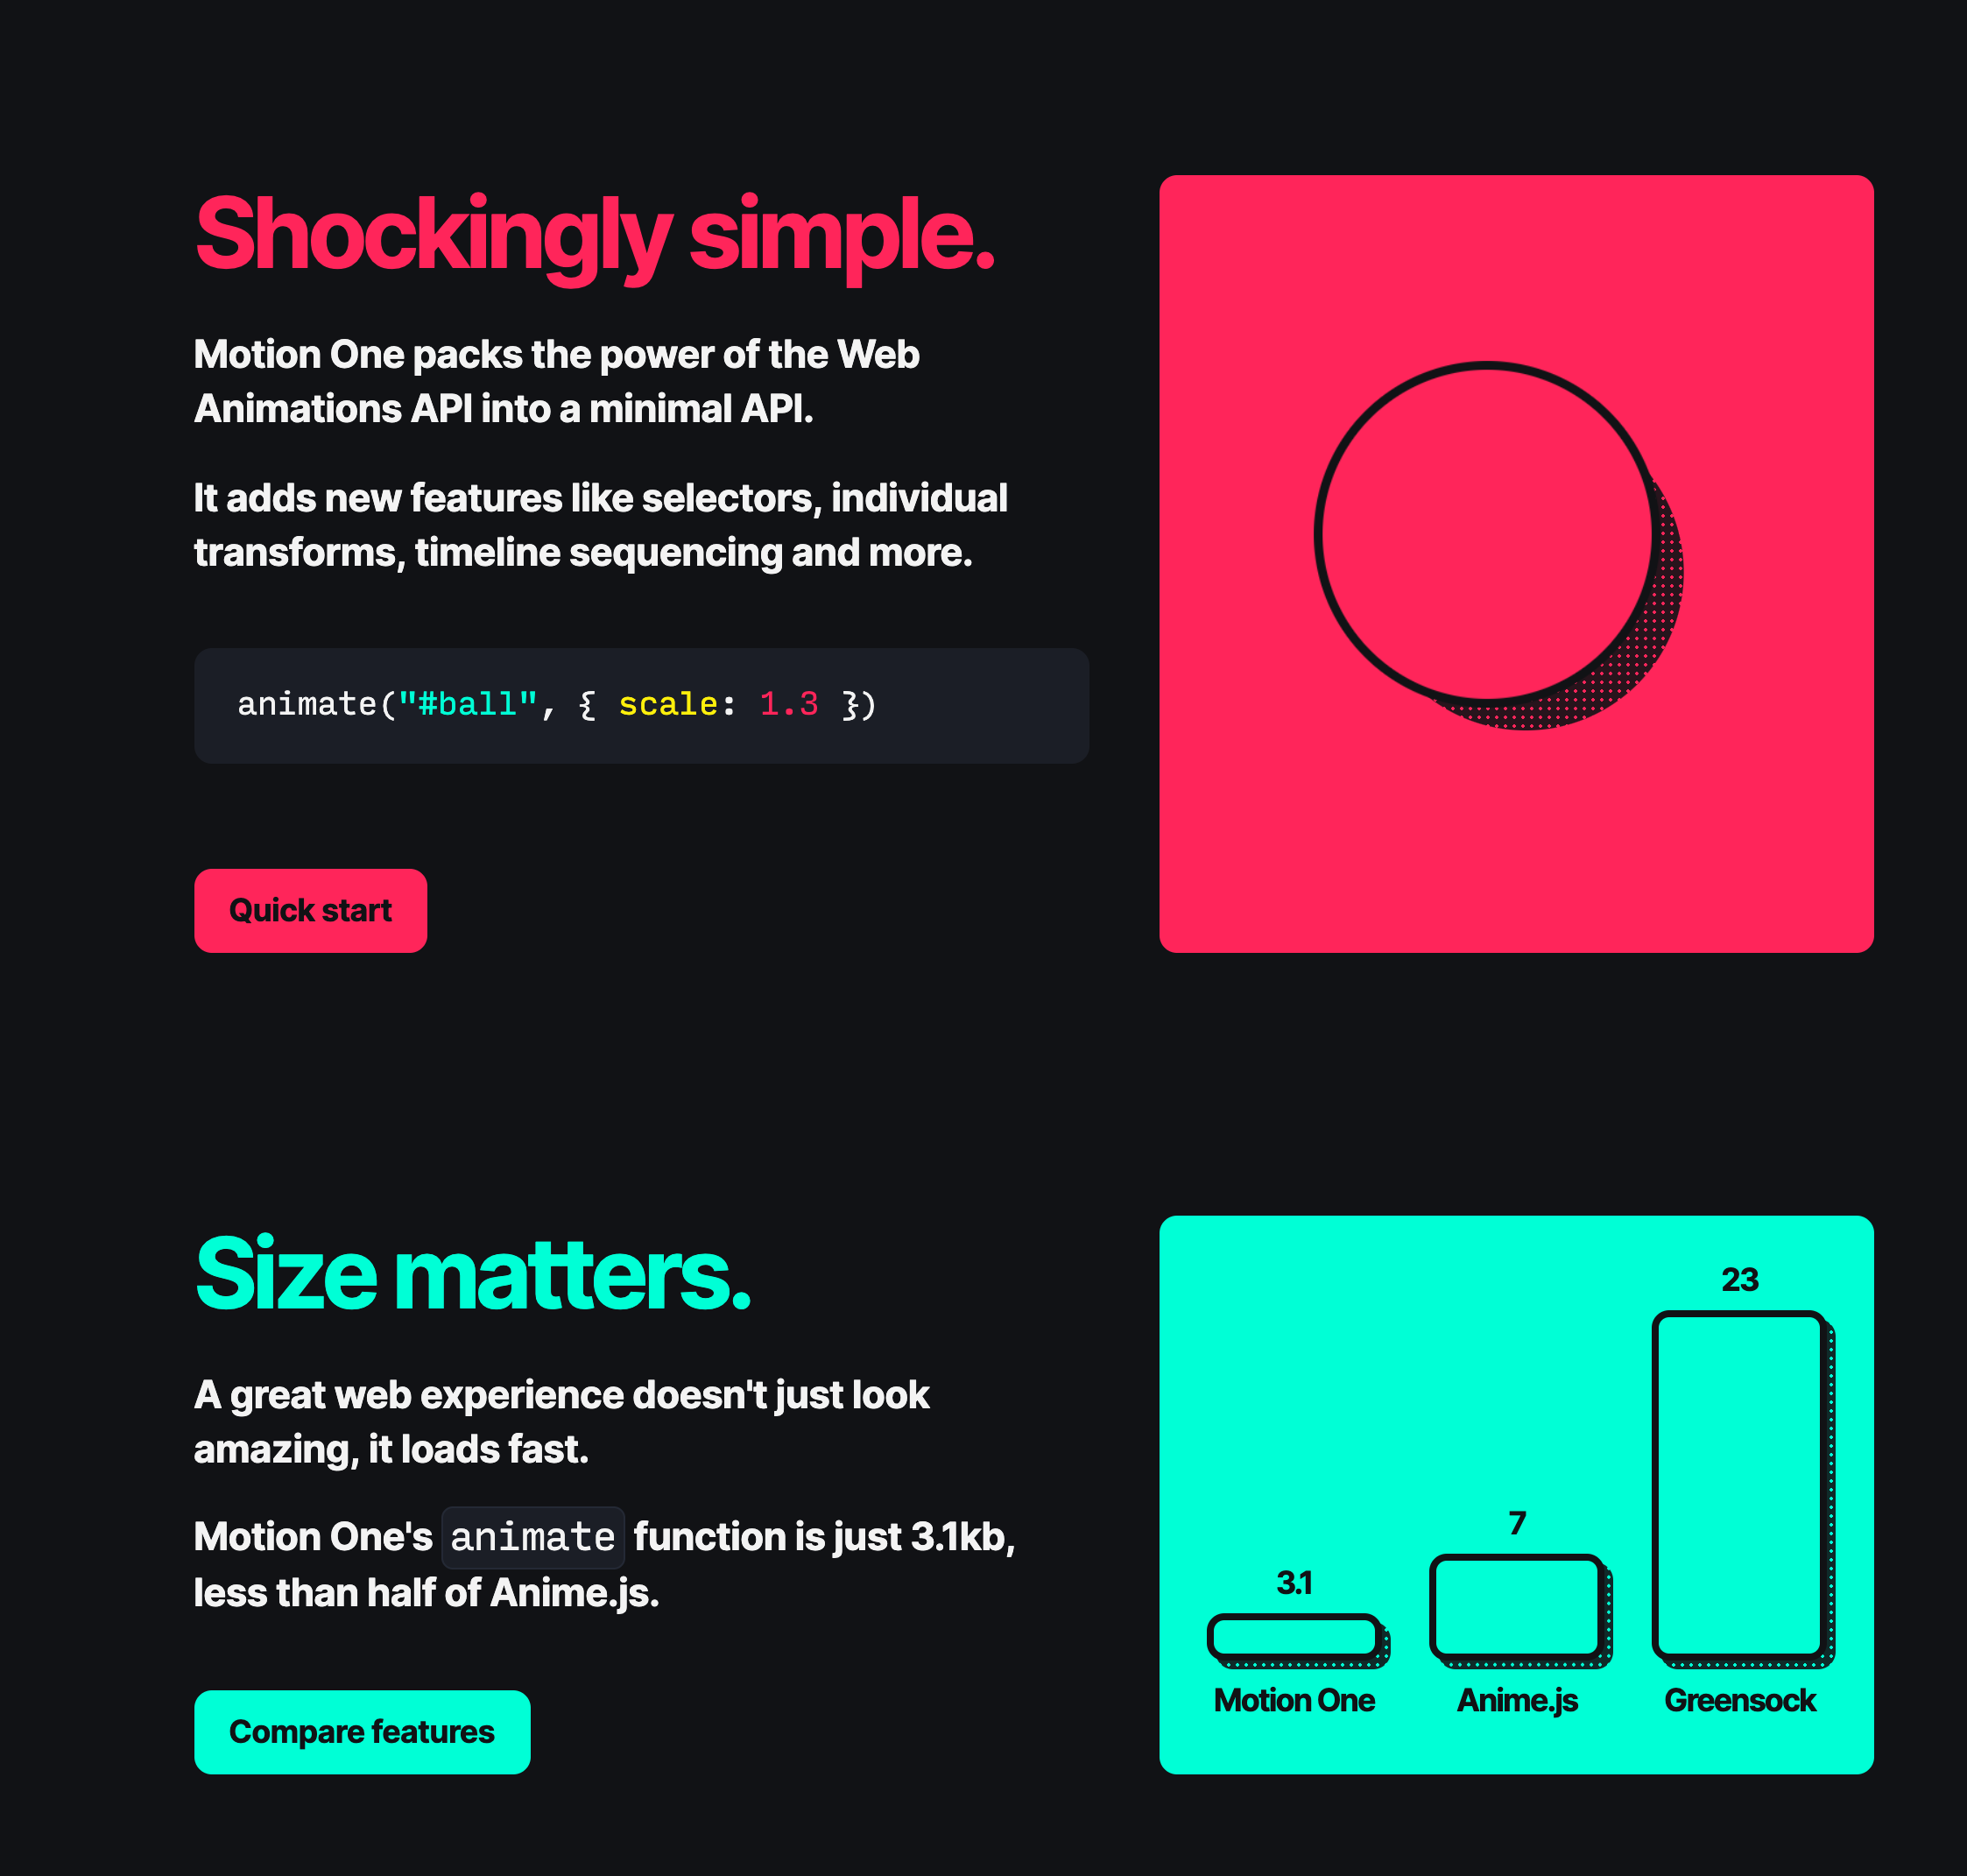 Shockingly simple.
Motion One packs the power of the Web
Animations API into a minimal API.
It adds new features like selectors, individual
transforms, timeline sequencing and more.
animate("#ball", { scale: 1.3 })
Quick start
Size matters.
A great web experience doesn't just look
amazing, it loads fast.
Motion One's animate function is just 3.1kb,
less than half of Anime.js.
Compare features
23
7
3.1
Motion One
Anime.js
Greensock